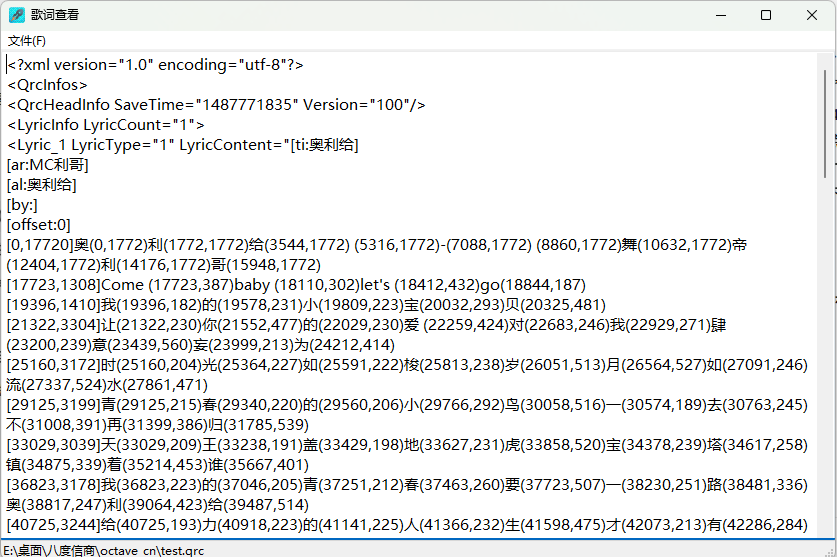 歌词查看
文件(F)
<?xml version="1.0" encoding="utf-8"?>
<QrcInfos>
<QrcHeadInfo SaveTime="1487771835" Version="100"/>
<LyricInfo LyricCount="1">
<Lyric_1 LyricType="1" LyricContent="[ti:奥利给]
[ar:MC利哥]
[al:奥利给]
[by:]
[offset:0]
[0,17720]奥(0,1772)利(1772,1772)给(3544,1772) (5316,1772)-(7088,1772) (8860,1772)舞(10632,1772)帝
(12404,1772)利(14176,1772)哥(15948,1772)
[17723,1308]Come (17723,387)baby (18110,302)let's (18412,432)go(18844,187)
[19396,1410]我(19396,182)的(19578,231)小(19809,223)宝(20032,293)贝(20325,481)
[21322,3304]让(21322,230)你(21552,477)的(22029,230)爱 (22259,424)对(22683,246)我(22929,271)肆
(23200,239)意(23439,560)妄(23999,213)为(24212,414)
[25160,3172]时(25160,204)光(25364,227)如(25591,222)梭(25813,238)岁(26051,513)月(26564,527)如(27091,246)
流(27337,524)水(27861,471)
[29125,3199]青(29125,215)春(29340,220)的(29560,206)小(29766,292)鸟(30058,516)一(30574,189)去(30763,245)
不(31008,391)再(31399,386)归(31785,539)
[33029,3039]天(33029,209)王(33238,191)盖(33429,198)地(33627,231)虎(33858,520)宝(34378,239)塔(34617,258)
镇(34875,339)着(35214,453)谁(35667,401)
[36823,3178]我(36823,223)的(37046,205)青(37251,212)春(37463,260)要(37723,507)一(38230,251)路(38481,336)
奥(38817,247)利(39064,423)给(39487,514)
[40725,3244]给(40725,193)力(40918,223)的(41141,225)人(41366,232)生(41598,475)才(42073,213)有(42286,284)
E:\桌面\八度信商\octave_cn\test.qrc